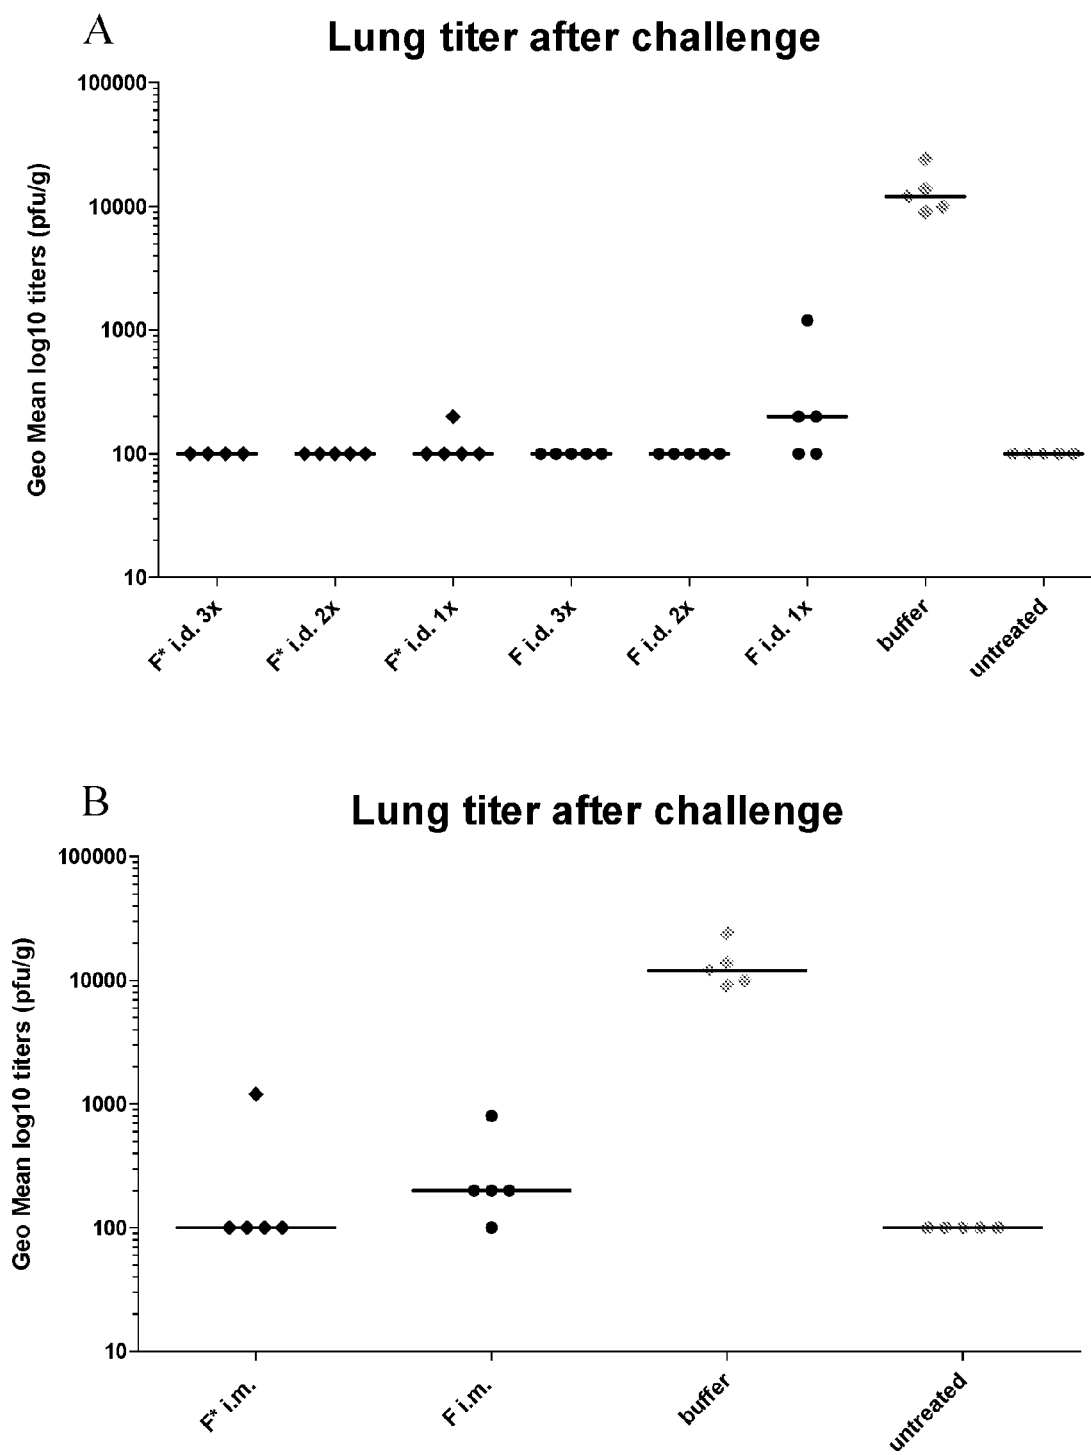 A
Lung titer after challenge
Geo Mean log10 titers (pfu/g)
100000
10000
1000
100
10
F* i.d. 3x
F* i.d. 2x
F* i.d. 1x
F i.d. 3x
F i.d. 2x
F i.d. 1x
buffer
untreated
B
Lung titer after challenge
Geo Mean log10 titers (pfu/g)
100000
10000
1000
100
10
F* i.m.
F i.m.
buffer
untreated